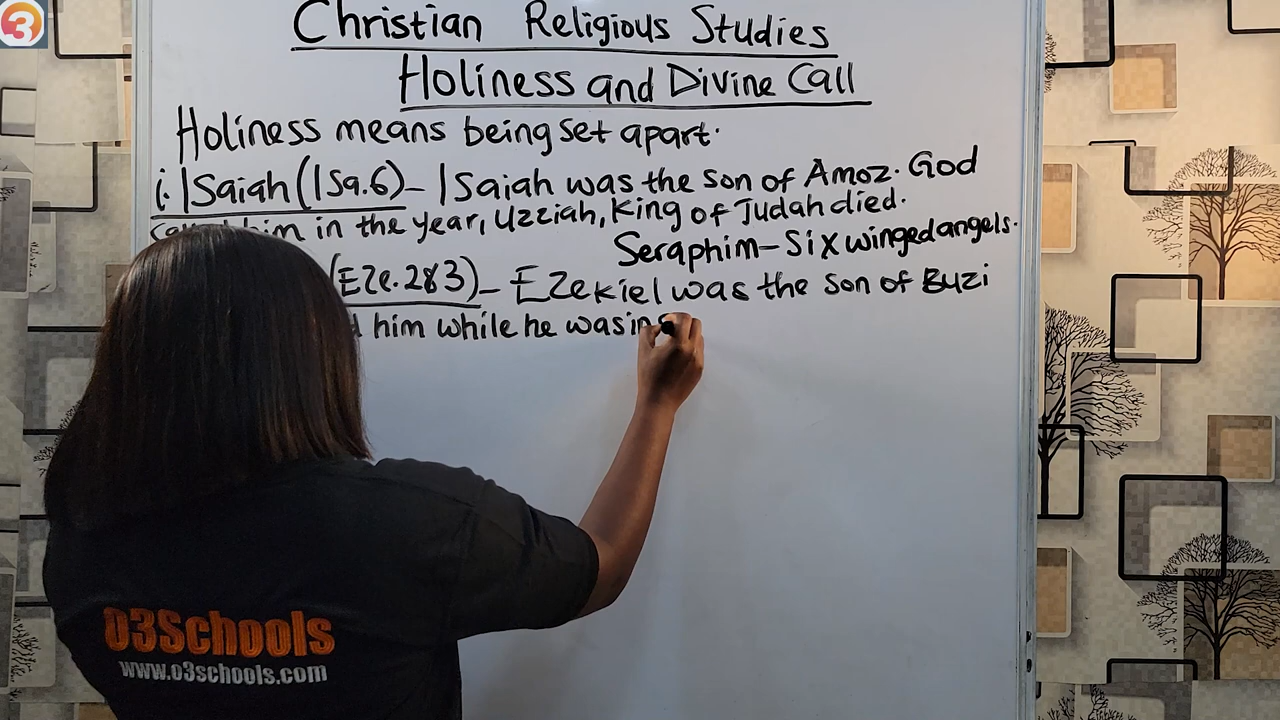 3
Christian Religious Studies
Holiness and Divine Call
Holiness means being set apart.
i. Isaiah (Isa.6) - Isaiah was the son of Amoz. God
him in the year, Uzziah, King of Judah died.
Seraphim - Six winged angels.
(Eze. 2&3) - Ezekiel was the son of Buzi
him while he was in
O3Schools
www.o3schools.com